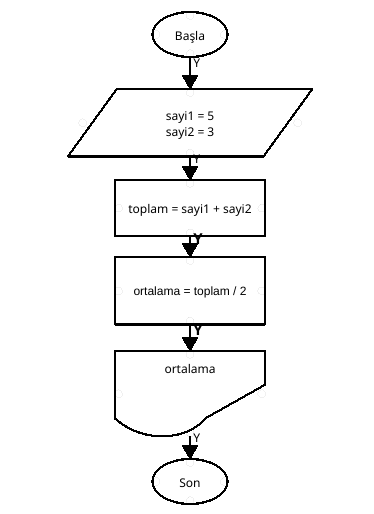 Başla
Y
sayi1 = 5
sayi2 = 3
Y
toplam = sayi1 + sayi2
Y
ortalama = toplam / 2
Y
ortalama
Y
Son